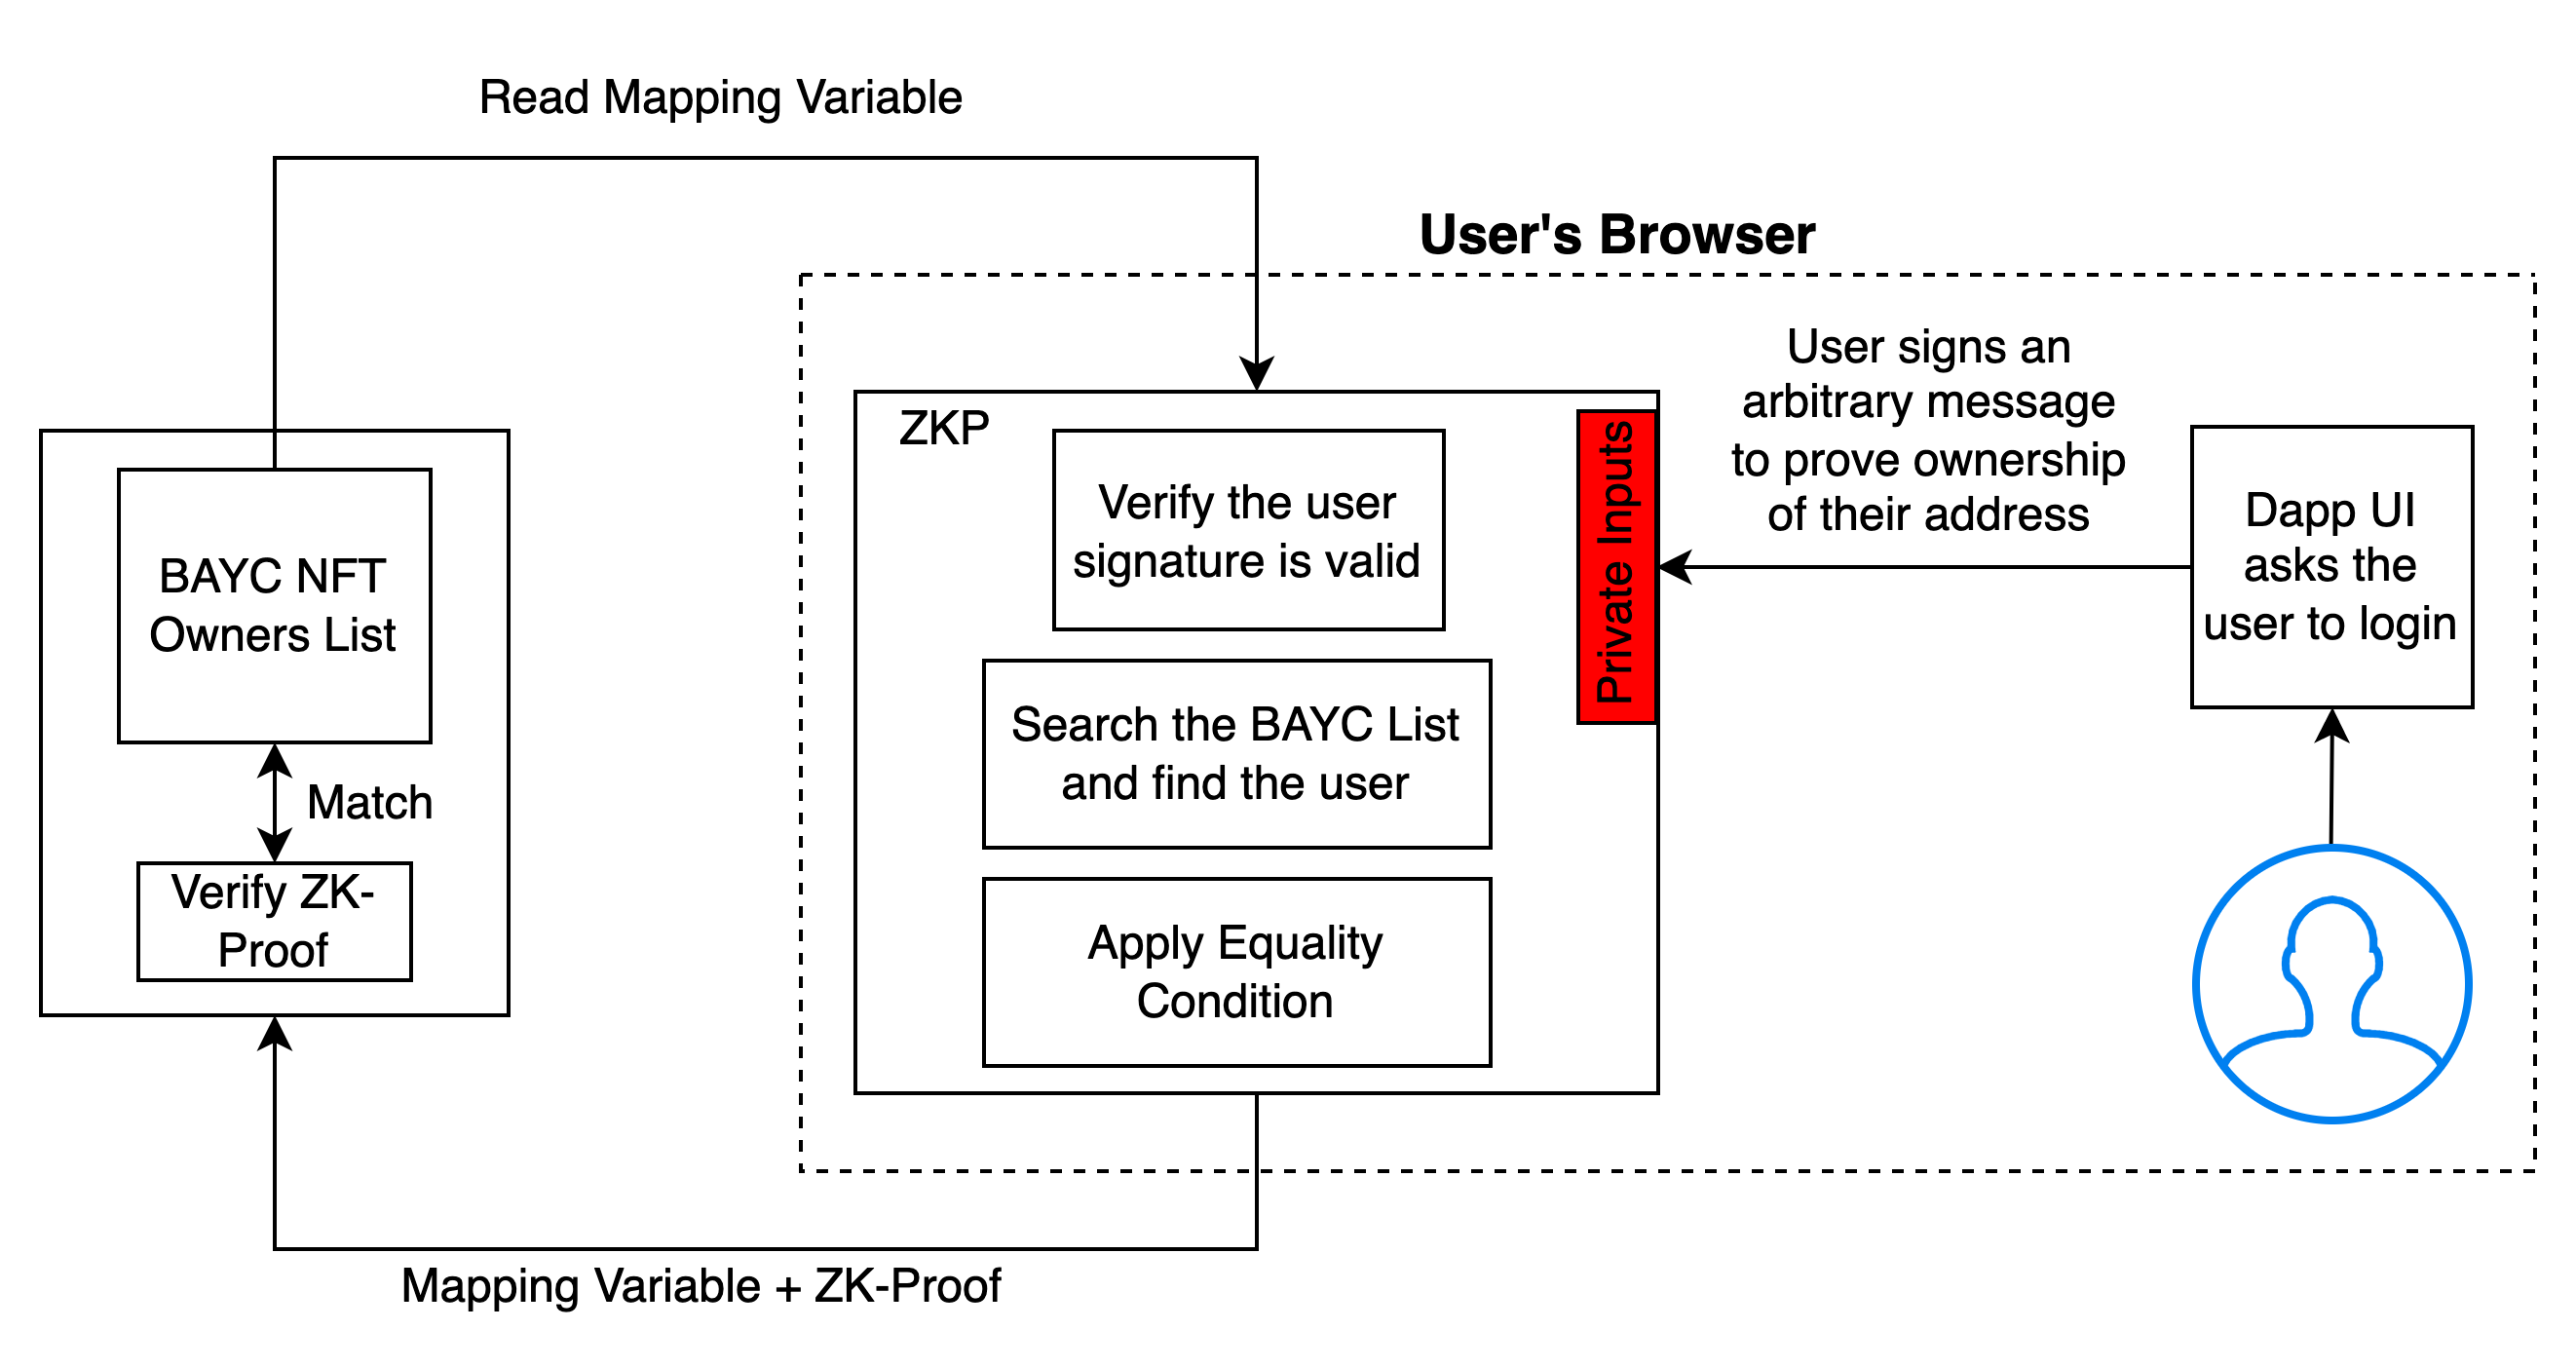 Read Mapping Variable
User's Browser
BAYC NFT
Owners List
Match
Verify ZK-
Proof
ZKP
Verify the user
signature is valid
Search the BAYC List
and find the user
Apply Equality
Condition
Private Inputs
User signs an
arbitrary message
to prove ownership
of their address
Dapp UI
asks the
user to login
Mapping Variable + ZK-Proof